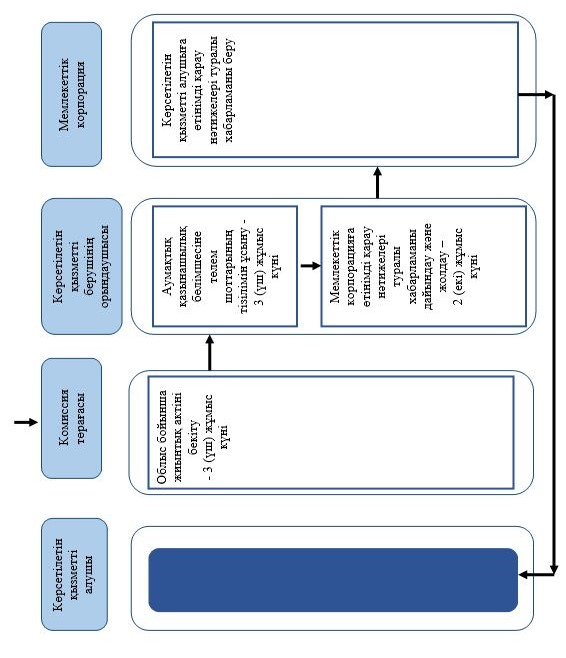 Көрсетілетін
қызметті
алушы
Комиссия
төрағасы
Облыс бойынша
жиынтық актіні
бекіту
- 3 (үш) жұмыс
күні
Көрсетілетін
қызметті
берушінің
орындаушысы
Аумақтық
қазынашылық
бөлімшесіне
төлем
шоттарының
тізілімін ұсыну -
3 (үш) жұмыс
күні
Мемлекеттік
корпорацияға
өтінімді қарау
нәтижелері
туралы
хабарламаны
дайындау және
жолдау –
2 (екі) жұмыс
күні
Мемлекеттік
корпорация
Көрсетілетін
қызметті алушыға
өтінімді қарау
нәтижелері туралы
хабарламаны беру